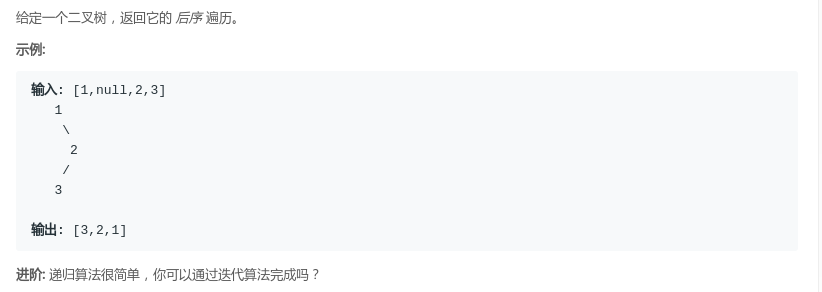 给定一个二叉树，返回它的 后序 遍历。
示例:
输入: [1,null,2,3]
1
\
2
/
3
输出: [3,2,1]
进阶: 递归算法很简单，你可以通过迭代算法完成吗？